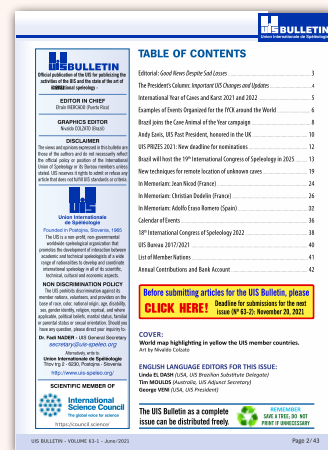 UIS BULLETIN
Union Internationale de Spéléologie
UIS BULLETIN
Official publication of the UIS for publicizing the
activities of the UIS and the state of the art of
speleology
EDITOR IN CHIEF
Efraín MERCADO (Puerto Rico)
GRAPHICS EDITOR
Nivaldo COLZATO (Brazil)
DISCLAIMER
The views and opinions expressed in this bulletin are
those of the authors and do not necessarily reflect
the official policy or position of the International
Union of Speleology or its Bureau members unless
stated. UIS reserves it rights to admit or refuse any
article that does not fulfill UIS standards or criteria.
UIS
Union Internationale
de Spéléologie
Founded in Postojna, Slovenia, 1965
The UIS is a non-profit, non-governmental
worldwide speleological organization that
promotes the development of interaction between
academic and technical speleologists of a wide
range of nationalities to develop and coordinate
international speleology in all of its scientific,
technical, cultural and economic aspects.
NON DISCRIMINATION POLICY
The UIS prohibits discrimination against its
member nations, volunteers, and providers on the
base of race, color, national origin, age, disability,
sex, gender identity, religion, reprisal, and where
applicable, political beliefs, marital status, familial
or parental status or sexual orientation. Should you
have any question, please direct your inquiry to:
Dr. Fadi NADER - UIS General Secretary
secretary@uis-speleo.org
Alternatively, write to:
Union Internationale de Spéléologie
Titov trg 2 - 6230, Postojna - Slovenia
http://www.uis-speleo.org/
SCIENTIFIC MEMBER OF
International
Science Council
The global voice for science
https://council.science/
TABLE OF CONTENTS
Editorial: Good News Despite Sad Losses 3
The President's Column: Important UIS Changes and Updates 4
International Year of Caves and Karst 2021 and 2022 5
Examples of Events Organized for the IYCK around the World 6
Brazil joins the Cave Animal of the Year campaign 8
Andy Eavis, UIS Past President, honored in the UK 10
UIS PRIZES 2021: New deadline for nominations 12
Brazil will host the 19th International Congress of Speleology in 2025 13
New techniques for remote location of unknown caves 19
In Memoriam: Jean Nicod (France) 24
In Memoriam: Christian Dodelin (France) 26
In Memoriam: Adolfo Eraso Romero (Spain) 32
Calendar of Events 36
18th International Congress of Speleology 2022 38
UIS Bureau 2017/2021 40
List of Member Nations 41
Annual Contributions and Bank Account 42
Before submitting articles for the UIS Bulletin, please
CLICK HERE! Deadline for submissions for the next
issue (Nº 63-2): November 20, 2021
COVER:
World map highlighting in yellow the UIS member countries.
Art by Nivaldo Colzato
ENGLISH LANGUAGE EDITORS FOR THIS ISSUE:
Linda EL DASH (USA, UIS Brazilian Substitute Delegate)
Tim MOULDS (Australia, UIS Adjunct Secretary)
George VENI (USA, UIS President)
The UIS Bulletin as a complete
issue can be distributed freely.
REMEMBER
SAVE A TREE; DO NOT
PRINT IF UNNECESSARY
UIS BULLETIN - VOLUME 63-1 - June/2021
Page 2/43